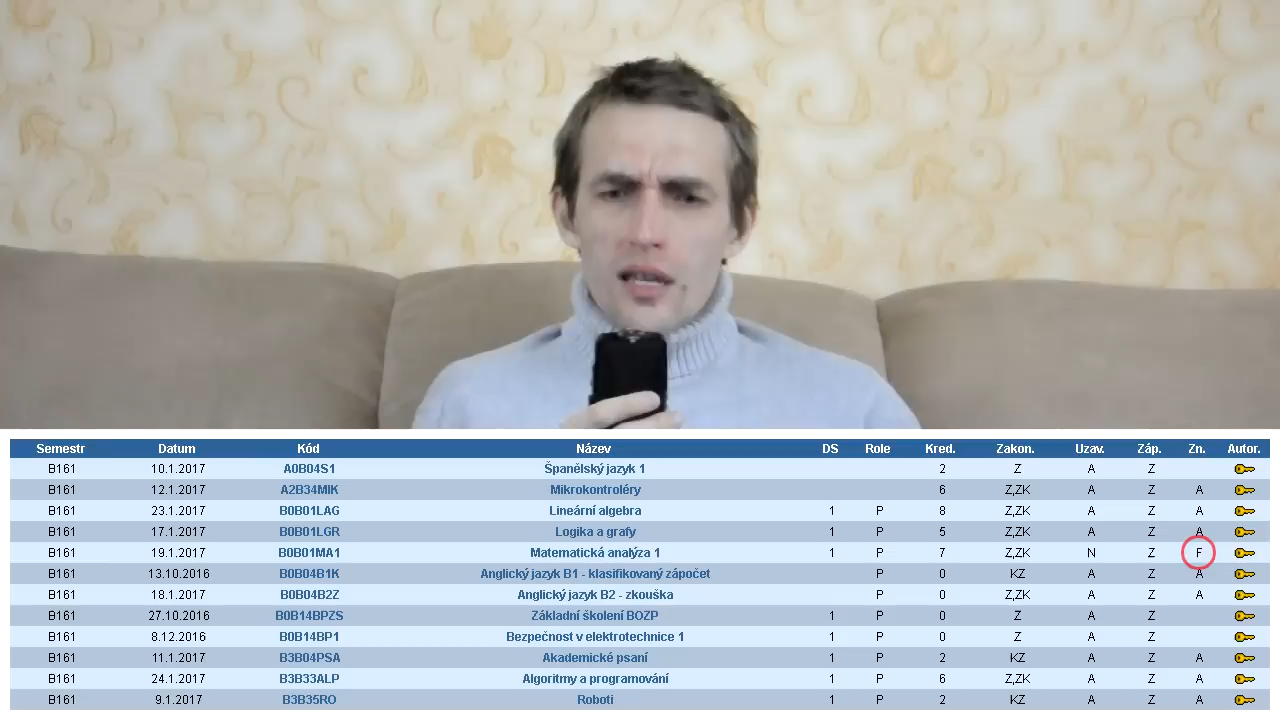 Semestr Datum Kód Název DS Role Kred. Zakon. Uzav. Záp. Zn. Autor.
B161 10.1.2017 A0B04S1 Španělský jazyk 1 2 Z A Z
B161 12.1.2017 A2B34MIK Mikrokontroléry 6 Z,ZK A Z A
B161 23.1.2017 B0B01LAG Lineární algebra 1 P 8 Z,ZK A Z A
B161 17.1.2017 B0B01LGR Logika a grafy 1 P 5 Z,ZK A Z A
B161 19.1.2017 B0B01MA1 Matematická analýza 1 1 P 7 Z,ZK N Z F
B161 13.10.2016 B0B04B1K Anglický jazyk B1 - klasifikovaný zápočet P 0 KZ A Z A
B161 18.1.2017 B0B04B2Z Anglický jazyk B2 - zkouška P 0 Z,ZK A Z A
B161 27.10.2016 B0B14BPZS Základní školení BOZP 1 P 0 Z A Z
B161 8.12.2016 B0B14BP1 Bezpečnost v elektrotechnice 1 1 P 0 Z A Z
B161 11.1.2017 B3B04PSA Akademické psaní 1 P 2 KZ A Z A
B161 24.1.2017 B3B33ALP Algoritmy a programování 1 P 6 Z,ZK A Z A
B161 9.1.2017 B3B35RO Roboti 1 P 2 KZ A Z A